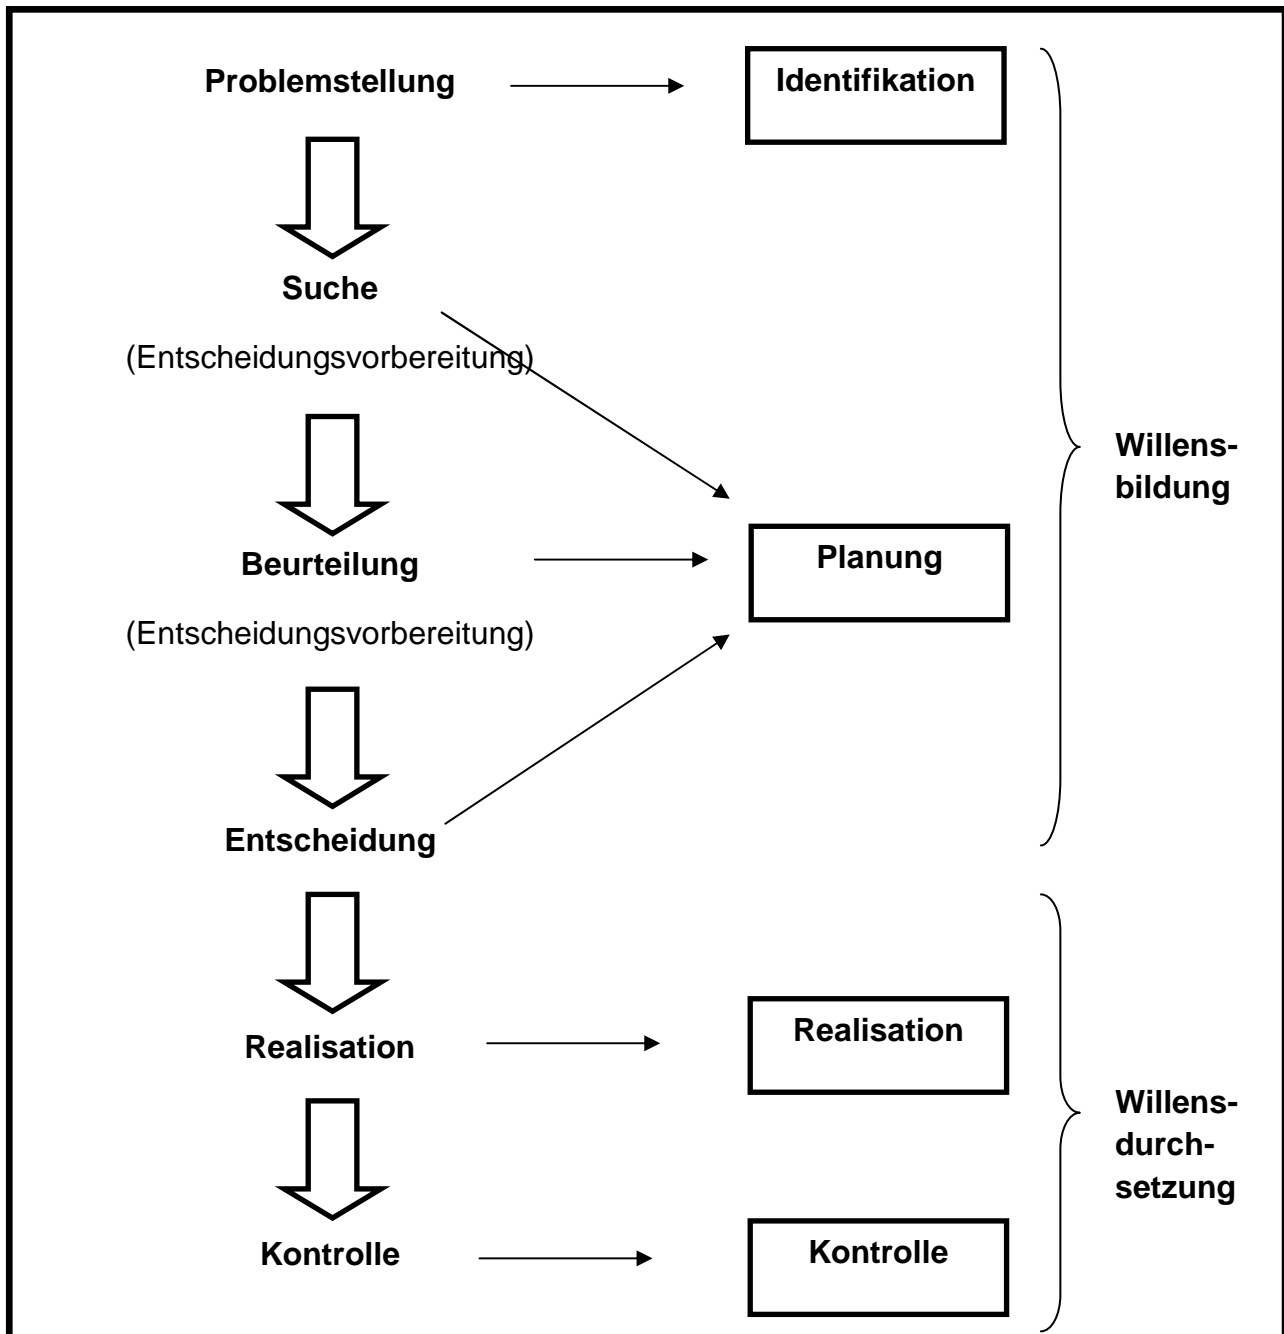 Problemstellung
Identifikation
Suche
(Entscheidungsvorbereitung)
Willens-
bildung
Beurteilung
Planung
(Entscheidungsvorbereitung)
Entscheidung
Realisation
Realisation
Willens-
durch-
setzung
Kontrolle
Kontrolle